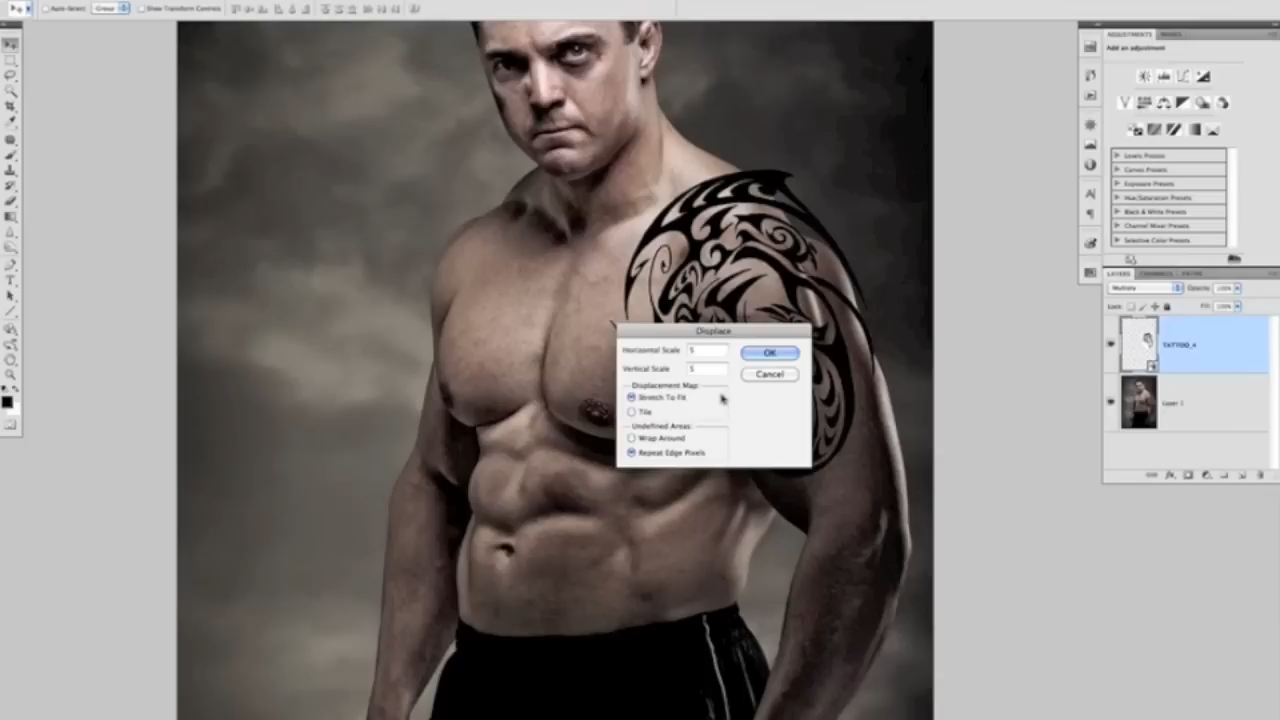 Auto-Select:
Group
Show Transform Controls
ADJUSTMENTS
MASKS
Add an adjustment
Levels Presets
Curves Presets
Exposure Presets
Hue/Saturation Presets
Black & White Presets
Channel Mixer Presets
Selective Color Presets
LAYERS
CHANNELS
PATHS
Multiply
Opacity: 100%
Lock:
Fill: 100%
TATTOO_4
Layer 1
Displace
Horizontal Scale 5
Vertical Scale 5
OK
Cancel
Displacement Map:
Stretch To Fit
Tile
Undefined Areas:
Wrap Around
Repeat Edge Pixels